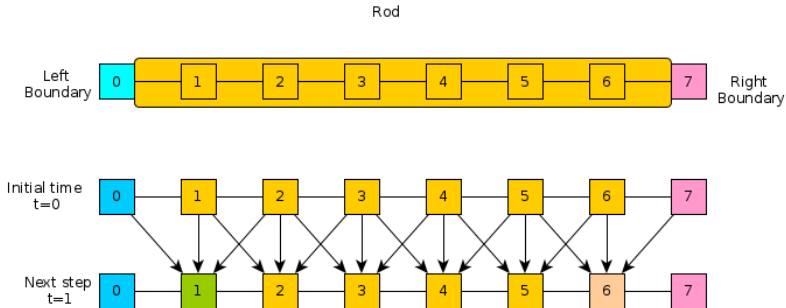 Rod
Left
Boundary
0 1 2 3 4 5 6 7
Right
Boundary
Initial time
t=0
0 1 2 3 4 5 6 7
Next step
t=1
0 1 2 3 4 5 6 7